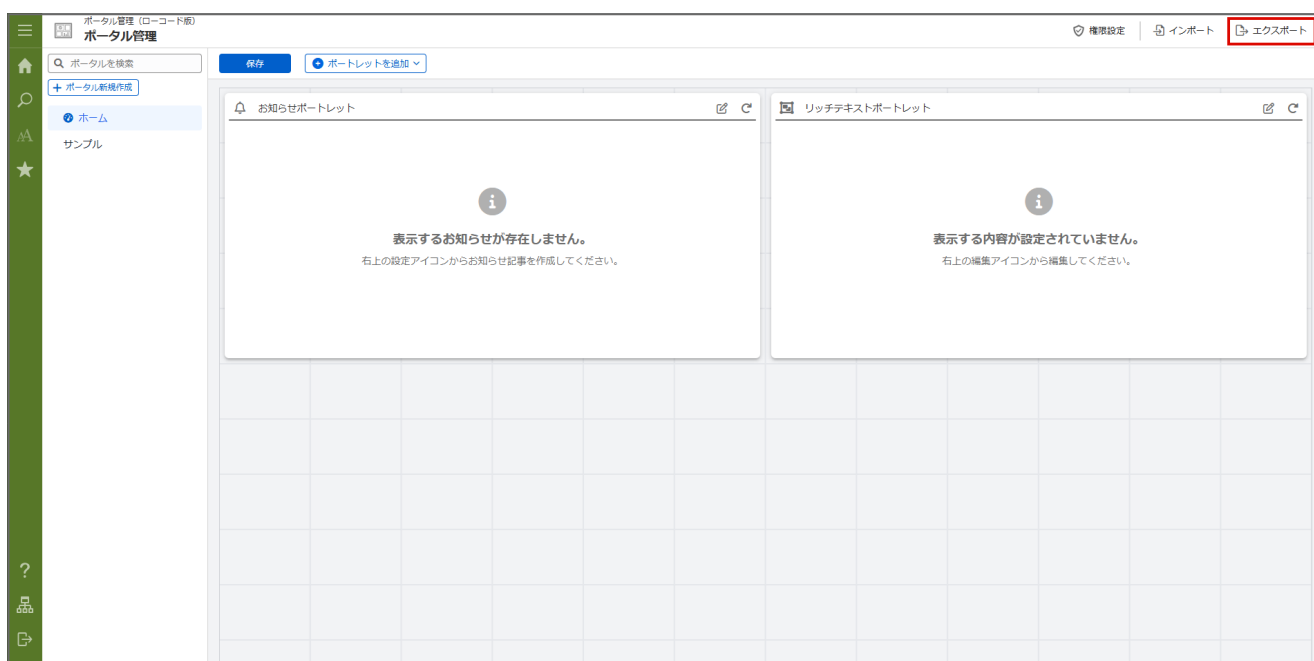 ポータル管理（ローコード版）
ポータル管理
権限設定
インポート
エクスポート
ポータルを検索
保存
ポートレットを追加
ポータル新規作成
ホーム
サンプル
お知らせポートレット
リッチテキストポートレット
表示するお知らせが存在しません。
右上の設定アイコンからお知らせ記事を作成してください。
表示する内容が設定されていません。
右上の編集アイコンから編集してください。